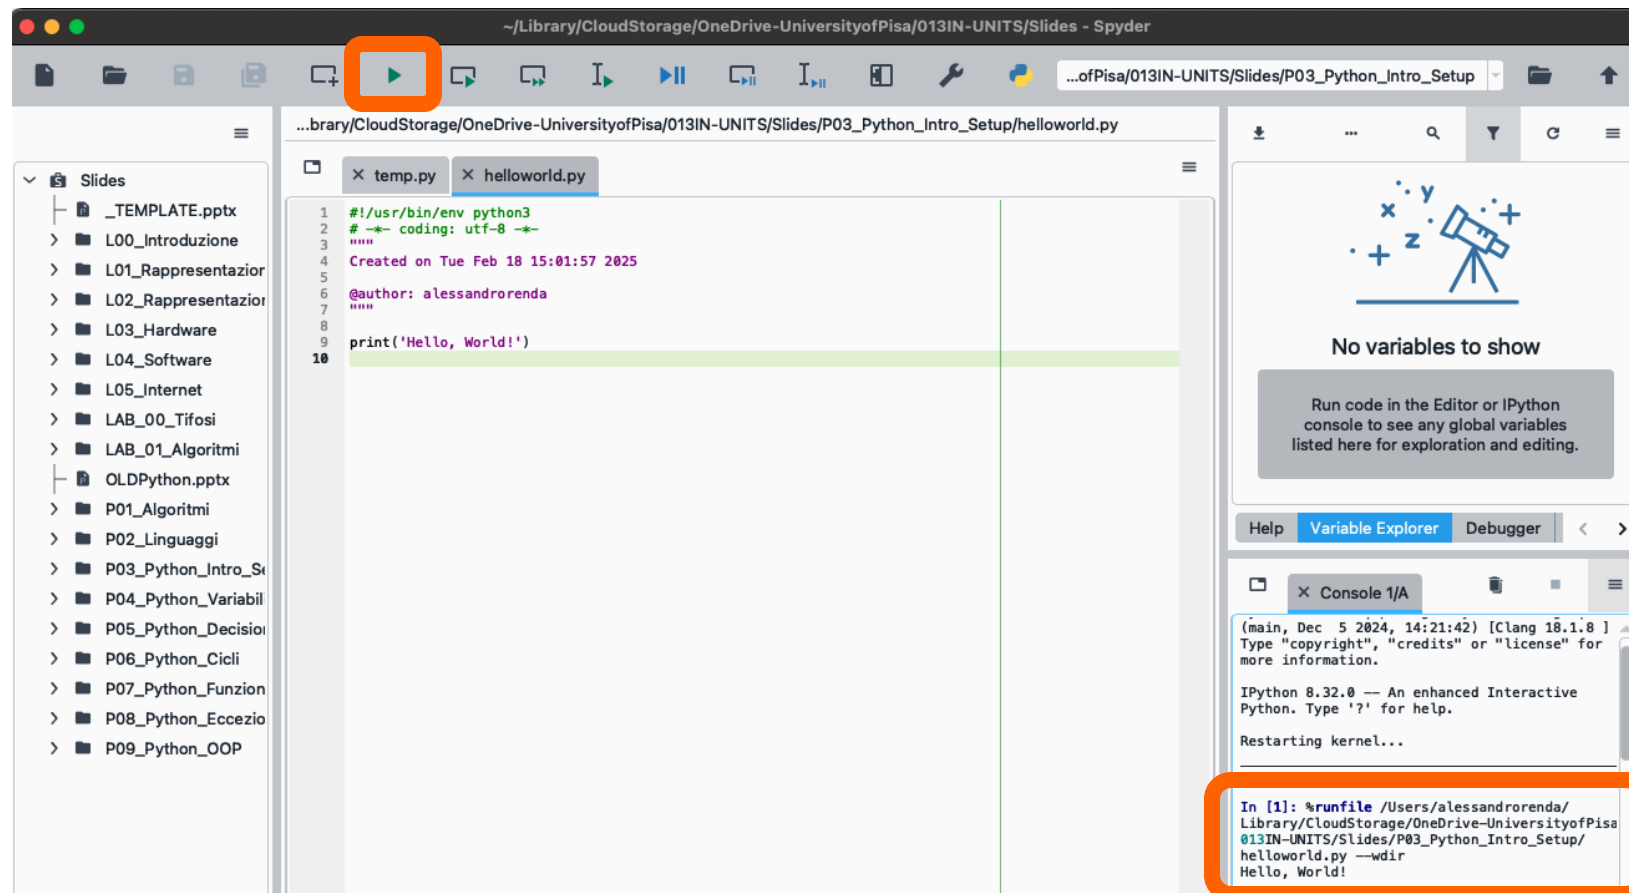 ~/Library/CloudStorage/OneDrive-UniversityofPisa/013IN-UNITS/Slides - Spyder
...ofPisa/013IN-UNITS/Slides/P03_Python_Intro_Setup
Slides
_TEMPLATE.pptx
L00_Introduzione
L01_Rappresentazior
L02_Rappresentazior
L03_Hardware
L04_Software
L05_Internet
LAB_00_Tifosi
LAB_01_Algoritmi
OLDPython.pptx
P01_Algoritmi
P02_Linguaggi
P03_Python_Intro_Se
P04_Python_Variabil
P05_Python_Decisior
P06_Python_Cicli
P07_Python_Funzion
P08_Python_Eccezio
P09_Python_OOP
...brary/CloudStorage/OneDrive-UniversityofPisa/013IN-UNITS/Slides/P03_Python_Intro_Setup/helloworld.py
temp.py
helloworld.py
1 #!/usr/bin/env python3
2 # -*- coding: utf-8 -*-
3 """
4 Created on Tue Feb 18 15:01:57 2025
5
6 @author: alessandrorenda
7 """
8
9 print('Hello, World!')
10
x y z
No variables to show
Run code in the Editor or IPython
console to see any global variables
listed here for exploration and editing.
Help Variable Explorer Debugger
Console 1/A
(main, Dec  5 2024, 14:21:42) [Clang 18.1.8 ]
Type "copyright", "credits" or "license" for
more information.
IPython 8.32.0 -- An enhanced Interactive
Python. Type '?' for help.
Restarting kernel...
In [1]: %runfile /Users/alessandrorenda/
Library/CloudStorage/OneDrive-UniversityofPisa
013IN-UNITS/Slides/P03_Python_Intro_Setup/
helloworld.py --wdir
Hello, World!